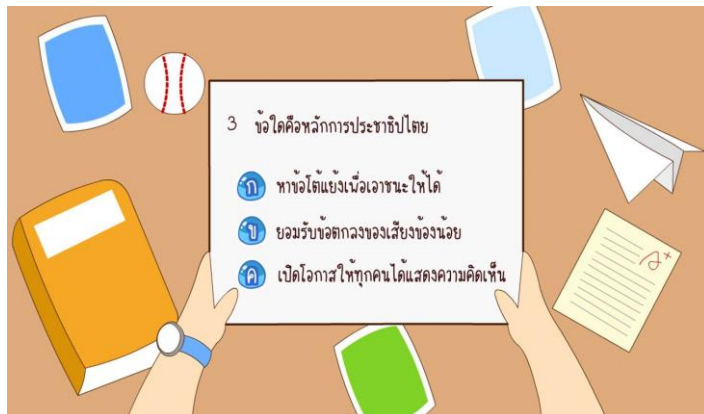 3 ข้อใดคือหลักการประชาธิปไตย
ก หาข้อโต้แย้งเพื่อเอาชนะให้ได้
ข ยอมรับข้อตกลงของเสียงข้างน้อย
ค เปิดโอกาสให้ทุกคนได้แสดงความคิดเห็น
A+